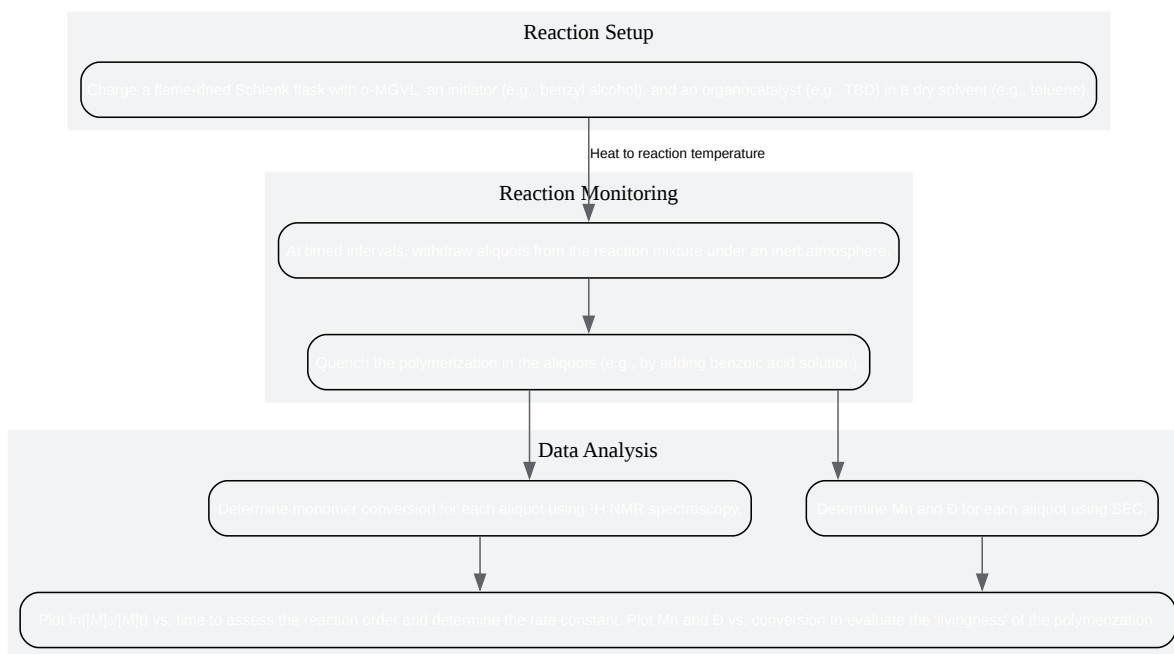 Reaction Setup
Charge a flame-dried Schlenk flask with α-MGVL, an initiator (e.g., benzyl alcohol), and an organocatalyst (e.g., TBD) in a dry solvent (e.g., toluene).
Heat to reaction temperature
Reaction Monitoring
At timed intervals, withdraw aliquots from the reaction mixture under an inert atmosphere.
Quench the polymerization in the aliquots (e.g., by adding benzoic acid solution).
Data Analysis
Determine monomer conversion for each aliquot using ¹H NMR spectroscopy.
Determine Mn and Đ for each aliquot using SEC.
Plot ln([M]₀/[M]t) vs. time to assess the reaction order and determine the rate constant. Plot Mn and Đ vs. conversion to evaluate the 'livingness' of the polymerization.